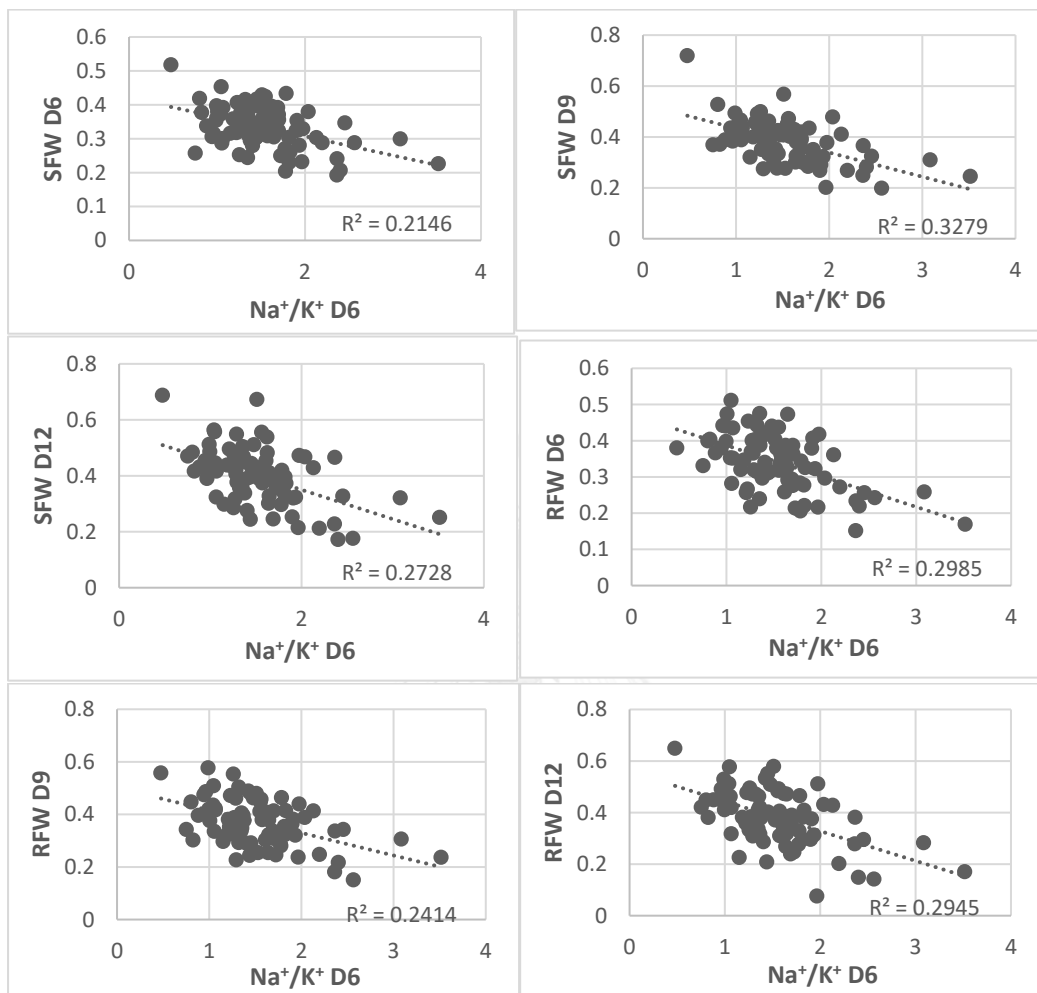 0.6
0.5
0.4
0.3
0.2
0.1
0
SFW D6
R² = 0.2146
0 2 4
Na⁺/K⁺ D6
0.8
0.6
0.4
0.2
0
SFW D9
R² = 0.3279
0 1 2 3 4
Na⁺/K⁺ D6
0.8
0.6
0.4
0.2
0
SFW D12
R² = 0.2728
0 2 4
Na⁺/K⁺ D6
0.6
0.5
0.4
0.3
0.2
0.1
0
RFW D6
R² = 0.2985
0 1 2 3 4
Na⁺/K⁺ D6
0.8
0.6
0.4
0.2
0
RFW D9
R² = 0.2414
0 1 2 3 4
Na⁺/K⁺ D6
0.8
0.6
0.4
0.2
0
RFW D12
R² = 0.2945
0 1 2 3 4
Na⁺/K⁺ D6